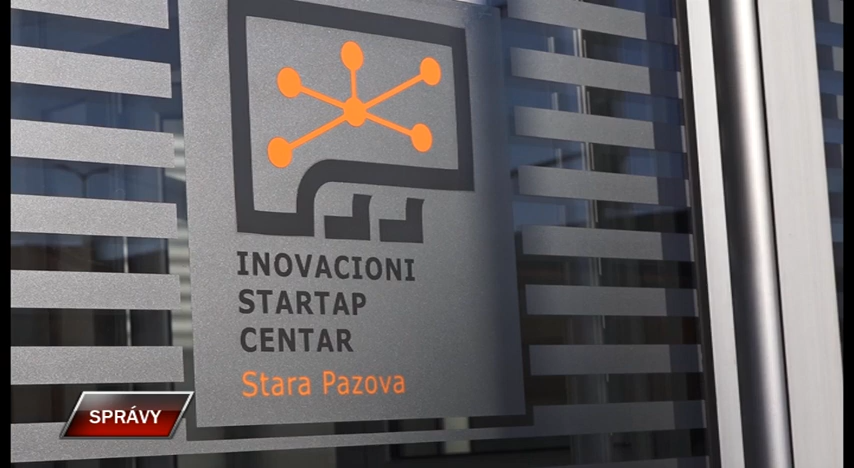 INOVACIONI
STARTAP
CENTAR
Stara Pazova
SPRÁVY